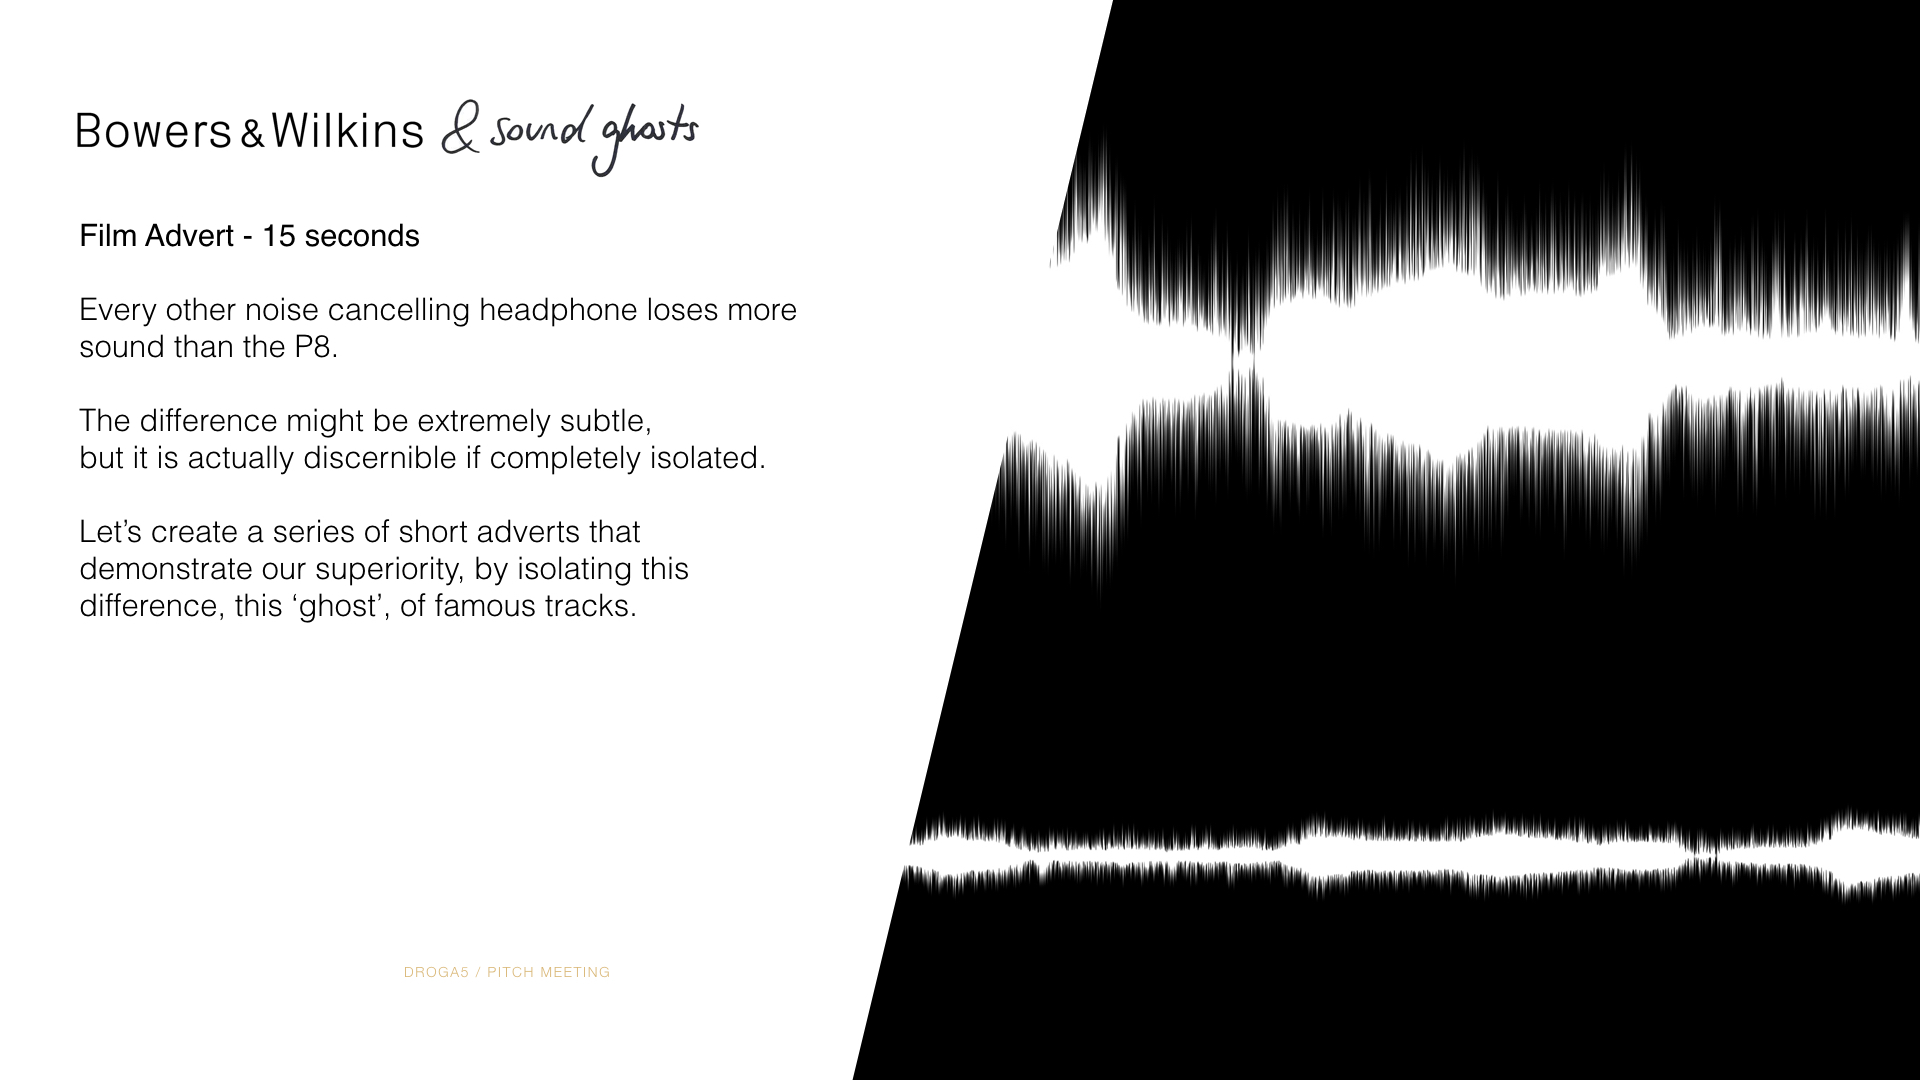 Bowers & Wilkins & sound ghosts
Film Advert - 15 seconds
Every other noise cancelling headphone loses more
sound than the P8.
The difference might be extremely subtle,
but it is actually discernible if completely isolated.
Let’s create a series of short adverts that
demonstrate our superiority, by isolating this
difference, this ‘ghost’, of famous tracks.
DROGA5 / PITCH MEETING